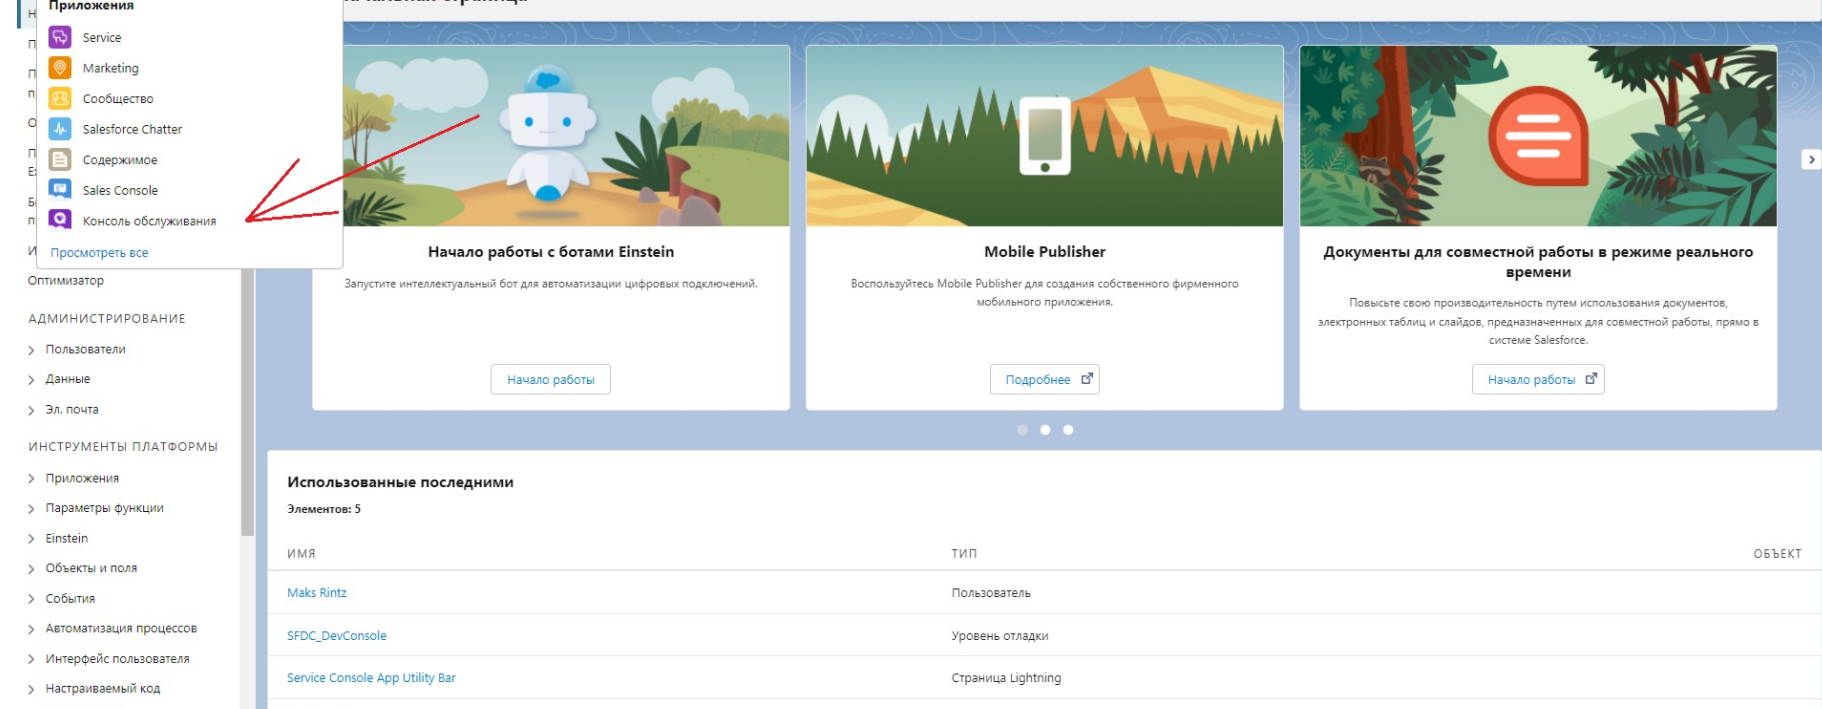 Приложения
Service
Marketing
Сообщество
Salesforce Chatter
Содержимое
Sales Console
Консоль обслуживания
Просмотреть все
Оптимизатор
АДМИНИСТРИРОВАНИЕ
Пользователи
Данные
Эл. почта
ИНСТРУМЕНТЫ ПЛАТФОРМЫ
Приложения
Параметры функции
Einstein
Объекты и поля
События
Автоматизация процессов
Интерфейс пользователя
Настраиваемый код
Начало работы с ботами Einstein
Запустите интеллектуальный бот для автоматизации цифровых подключений.
Начало работы
Mobile Publisher
Воспользуйтесь Mobile Publisher для создания собственного фирменного
мобильного приложения.
Подробнее
Документы для совместной работы в режиме реального
времени
Повысьте свою производительность путем использования документов,
электронных таблиц и слайдов, предназначенных для совместной работы, прямо в
системе Salesforce.
Начало работы
Использованные последними
Элементов: 5
ИМЯ ТИП ОБЪЕКТ
Maks Rintz Пользователь
SFDC_DevConsole Уровень отладки
Service Console App Utility Bar Страница Lightning